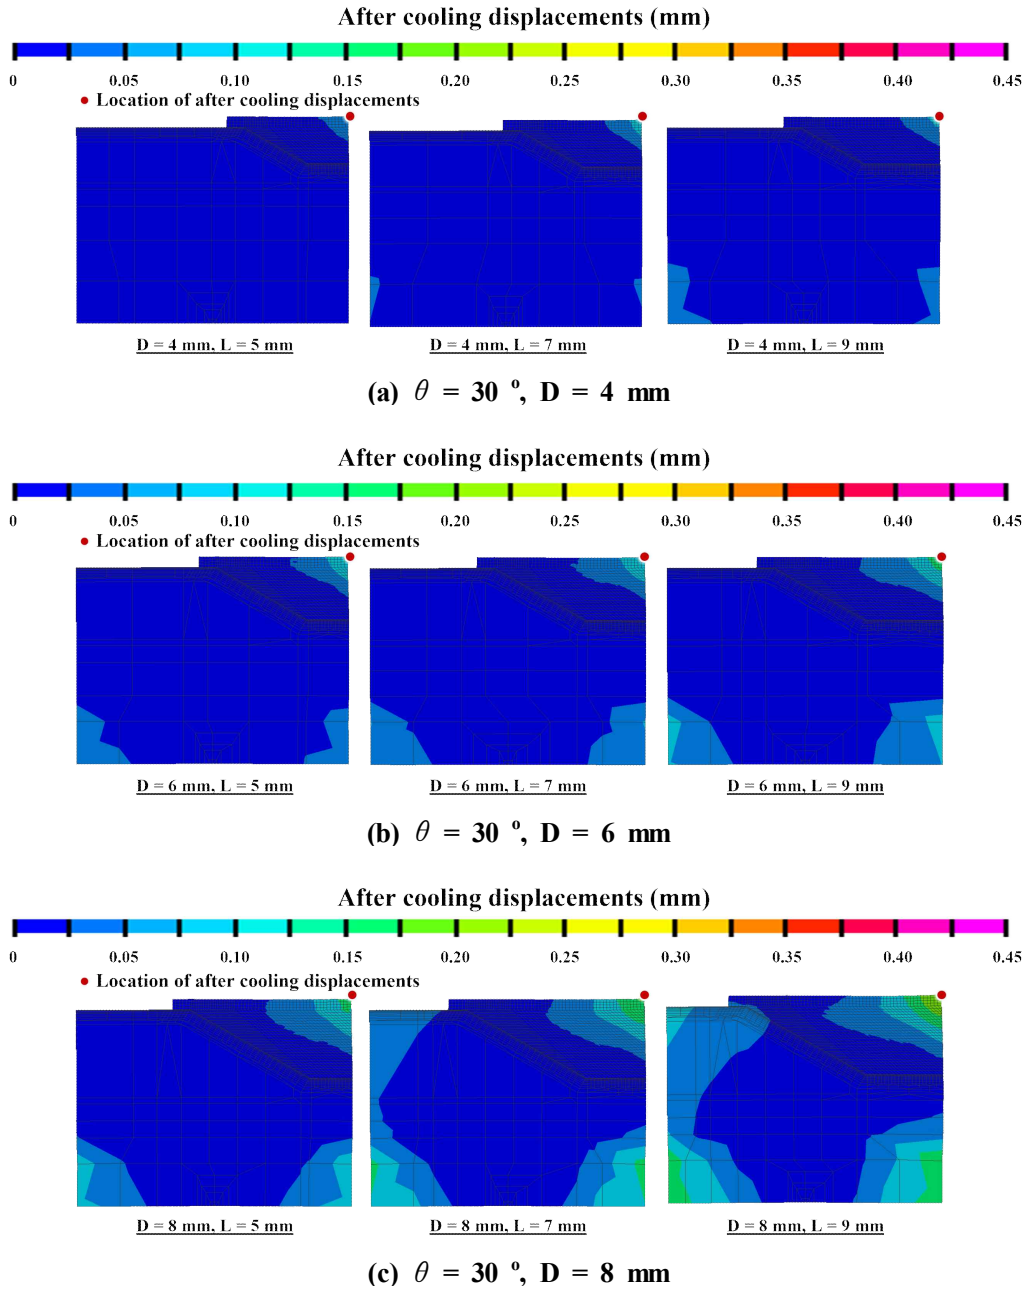 After cooling displacements (mm)
0 0.05 0.10 0.15 0.20 0.25 0.30 0.35 0.40 0.45
Location of after cooling displacements
D = 4 mm, L = 5 mm D = 4 mm, L = 7 mm D = 4 mm, L = 9 mm
(a) θ = 30 °, D = 4 mm
After cooling displacements (mm)
0 0.05 0.10 0.15 0.20 0.25 0.30 0.35 0.40 0.45
Location of after cooling displacements
D = 6 mm, L = 5 mm D = 6 mm, L = 7 mm D = 6 mm, L = 9 mm
(b) θ = 30 °, D = 6 mm
After cooling displacements (mm)
0 0.05 0.10 0.15 0.20 0.25 0.30 0.35 0.40 0.45
Location of after cooling displacements
D = 8 mm, L = 5 mm D = 8 mm, L = 7 mm D = 8 mm, L = 9 mm
(c) θ = 30 °, D = 8 mm